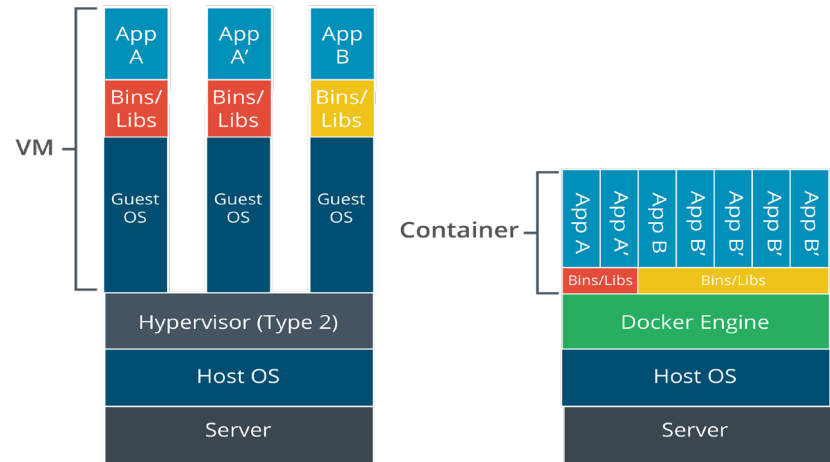 App
A
App
A’
App
B
Bins/
Libs
Bins/
Libs
Bins/
Libs
VM
Guest
OS
Guest
OS
Guest
OS
Hypervisor (Type 2)
Host OS
Server
Container
App A
App A’
App B
App B’
App B’
App B’
App B’
Bins/Libs
Bins/Libs
Docker Engine
Host OS
Server